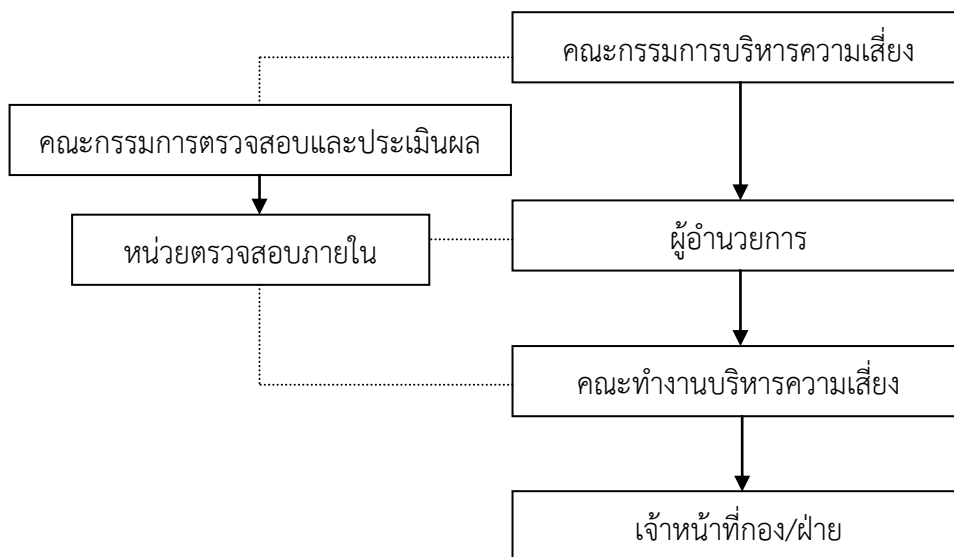 คณะกรรมการบริหารความเสี่ยง
คณะกรรมการตรวจสอบและประเมินผล
หน่วยตรวจสอบภายใน
ผู้อำนวยการ
คณะทำงานบริหารความเสี่ยง
เจ้าหน้าที่กอง/ฝ่าย